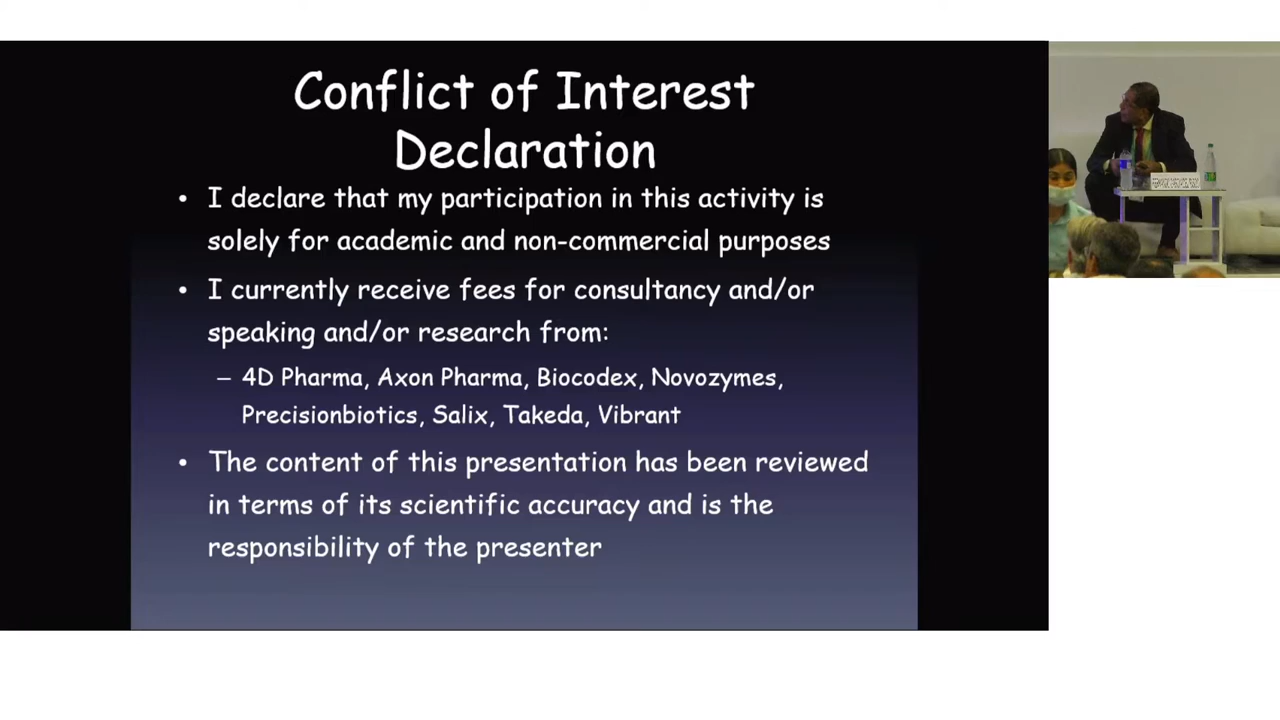 Conflict of Interest
Declaration
• I declare that my participation in this activity is
solely for academic and non-commercial purposes
• I currently receive fees for consultancy and/or
speaking and/or research from:
– 4D Pharma, Axon Pharma, Biocodex, Novozymes,
Precisionbiotics, Salix, Takeda, Vibrant
• The content of this presentation has been reviewed
in terms of its scientific accuracy and is the
responsibility of the presenter